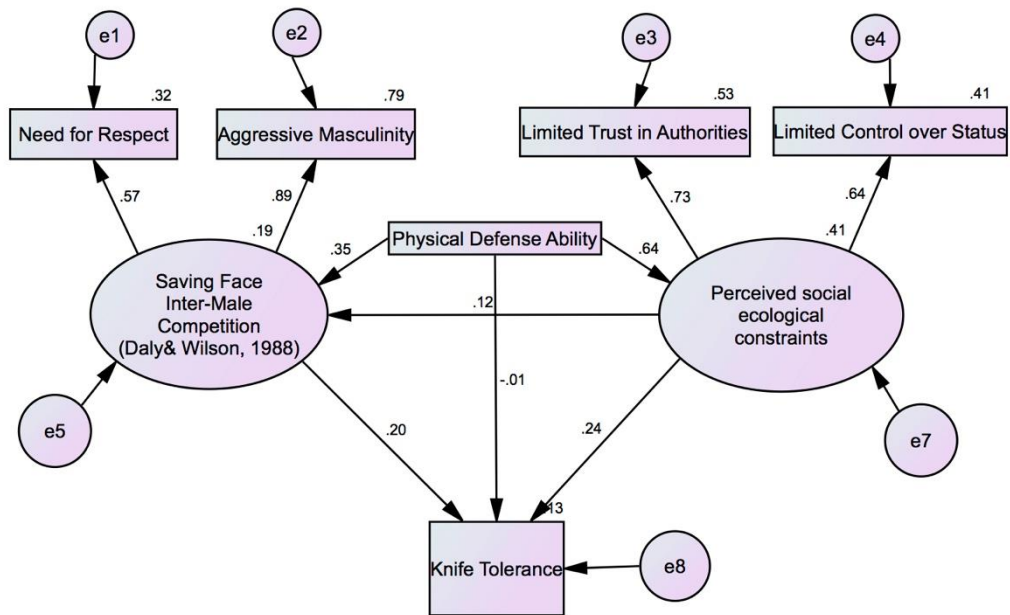 e1
e2
e3
e4
.32
.79
.53
.41
Need for Respect
Aggressive Masculinity
Limited Trust in Authorities
Limited Control over Status
.57
.89
.73
.64
.19
Physical Defense Ability
.41
.35
.64
Saving Face
Inter-Male
Competition
(Daly& Wilson, 1988)
.12
Perceived social
ecological
constraints
-.01
e5
e7
.20
.24
.13
Knife Tolerance
e8